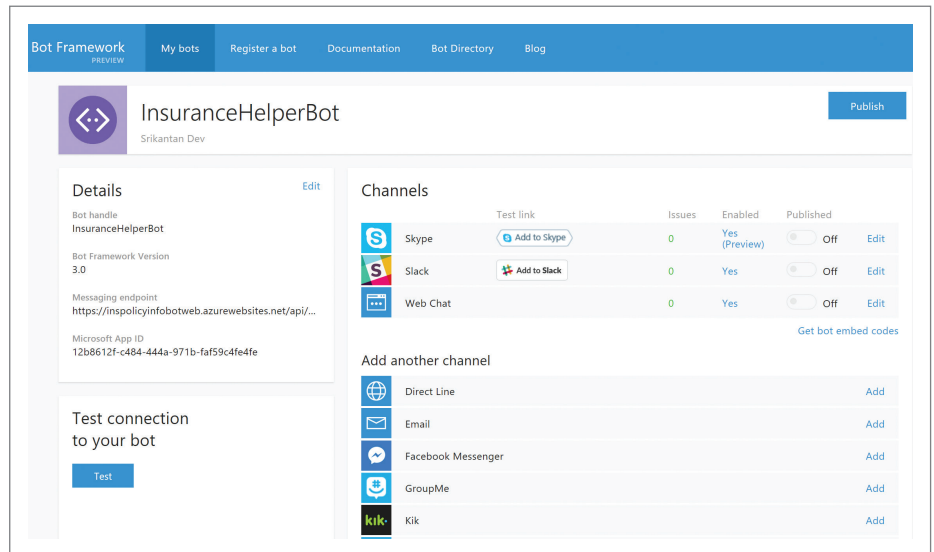 Bot Framework
PREVIEW
My bots
Register a bot
Documentation
Bot Directory
Blog
InsuranceHelperBot
Srikantan Dev
Publish
Details
Edit
Bot handle
InsuranceHelperBot
Bot Framework Version
3.0
Messaging endpoint
https://inspolicyinfobotweb.azurewebsites.net/api/...
Microsoft App ID
12b8612f-c484-444a-971b-faf59c4fe4fe
Test connection
to your bot
Test
Channels
Test link Issues Enabled Published
Skype Add to Skype 0 Yes (Preview) Off Edit
Slack Add to Slack 0 Yes Off Edit
Web Chat 0 Yes Off Edit
Get bot embed codes
Add another channel
Direct Line Add
Email Add
Facebook Messenger Add
GroupMe Add
kik· Kik Add